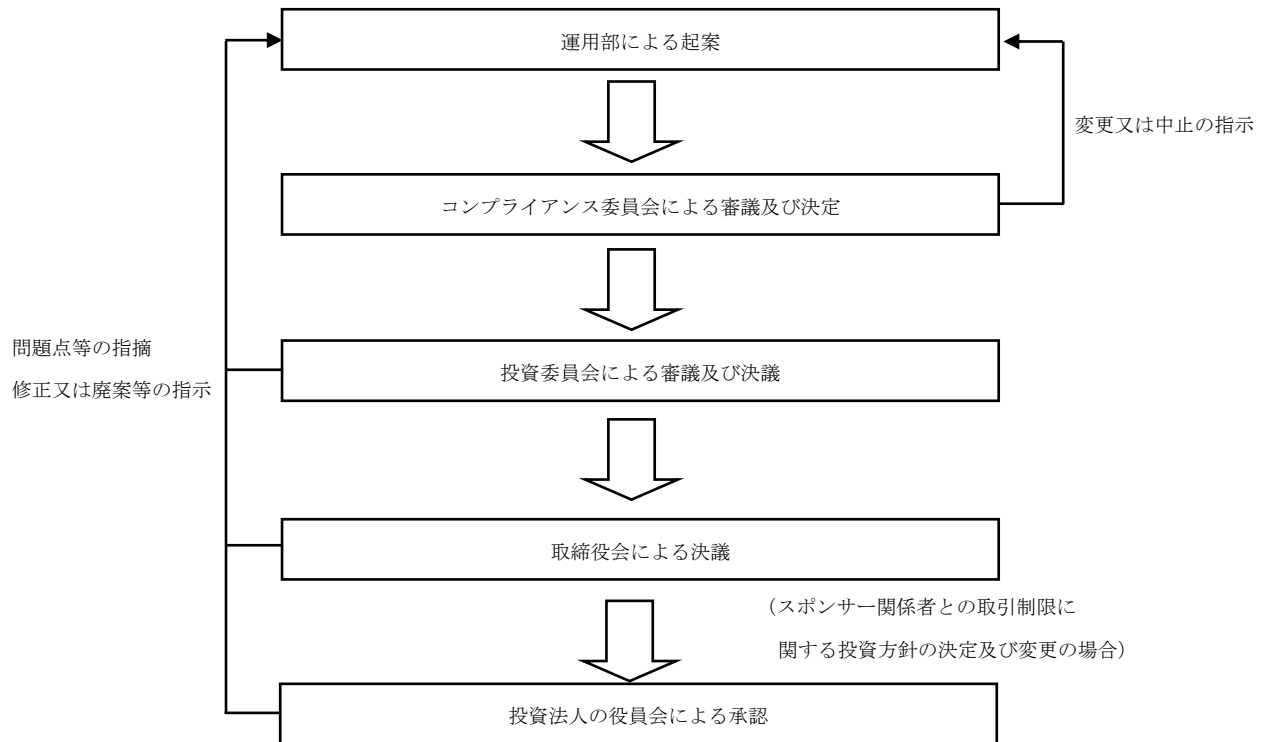 運用部による起案
変更又は中止の指示
コンプライアンス委員会による審議及び決定
問題点等の指摘
修正又は廃案等の指示
投資委員会による審議及び決議
取締役会による決議
（スポンサー関係者との取引制限に
関する投資方針の決定及び変更の場合）
投資法人の役員会による承認